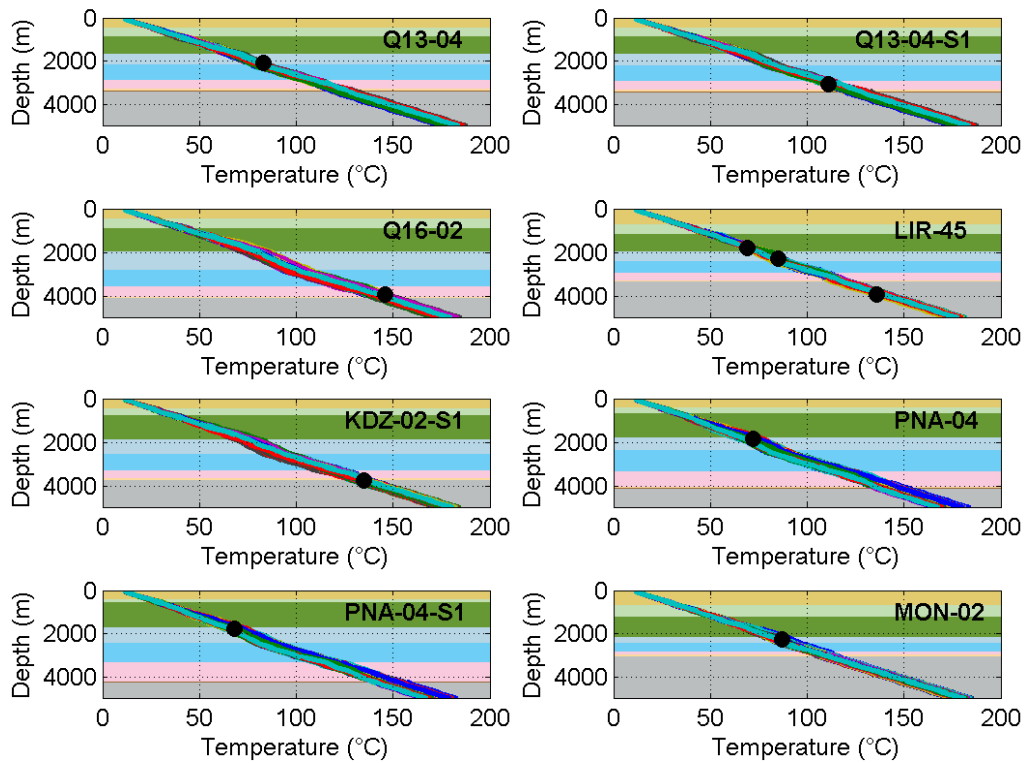 Depth (m)
0
2000
4000
Q13-04
0 50 100 150 200
Temperature (°C)
Depth (m)
0
2000
4000
Q13-04-S1
0 50 100 150 200
Temperature (°C)
Depth (m)
0
2000
4000
Q16-02
0 50 100 150 200
Temperature (°C)
Depth (m)
0
2000
4000
LIR-45
0 50 100 150 200
Temperature (°C)
Depth (m)
0
2000
4000
KDZ-02-S1
0 50 100 150 200
Temperature (°C)
Depth (m)
0
2000
4000
PNA-04
0 50 100 150 200
Temperature (°C)
Depth (m)
0
2000
4000
PNA-04-S1
0 50 100 150 200
Temperature (°C)
Depth (m)
0
2000
4000
MON-02
0 50 100 150 200
Temperature (°C)